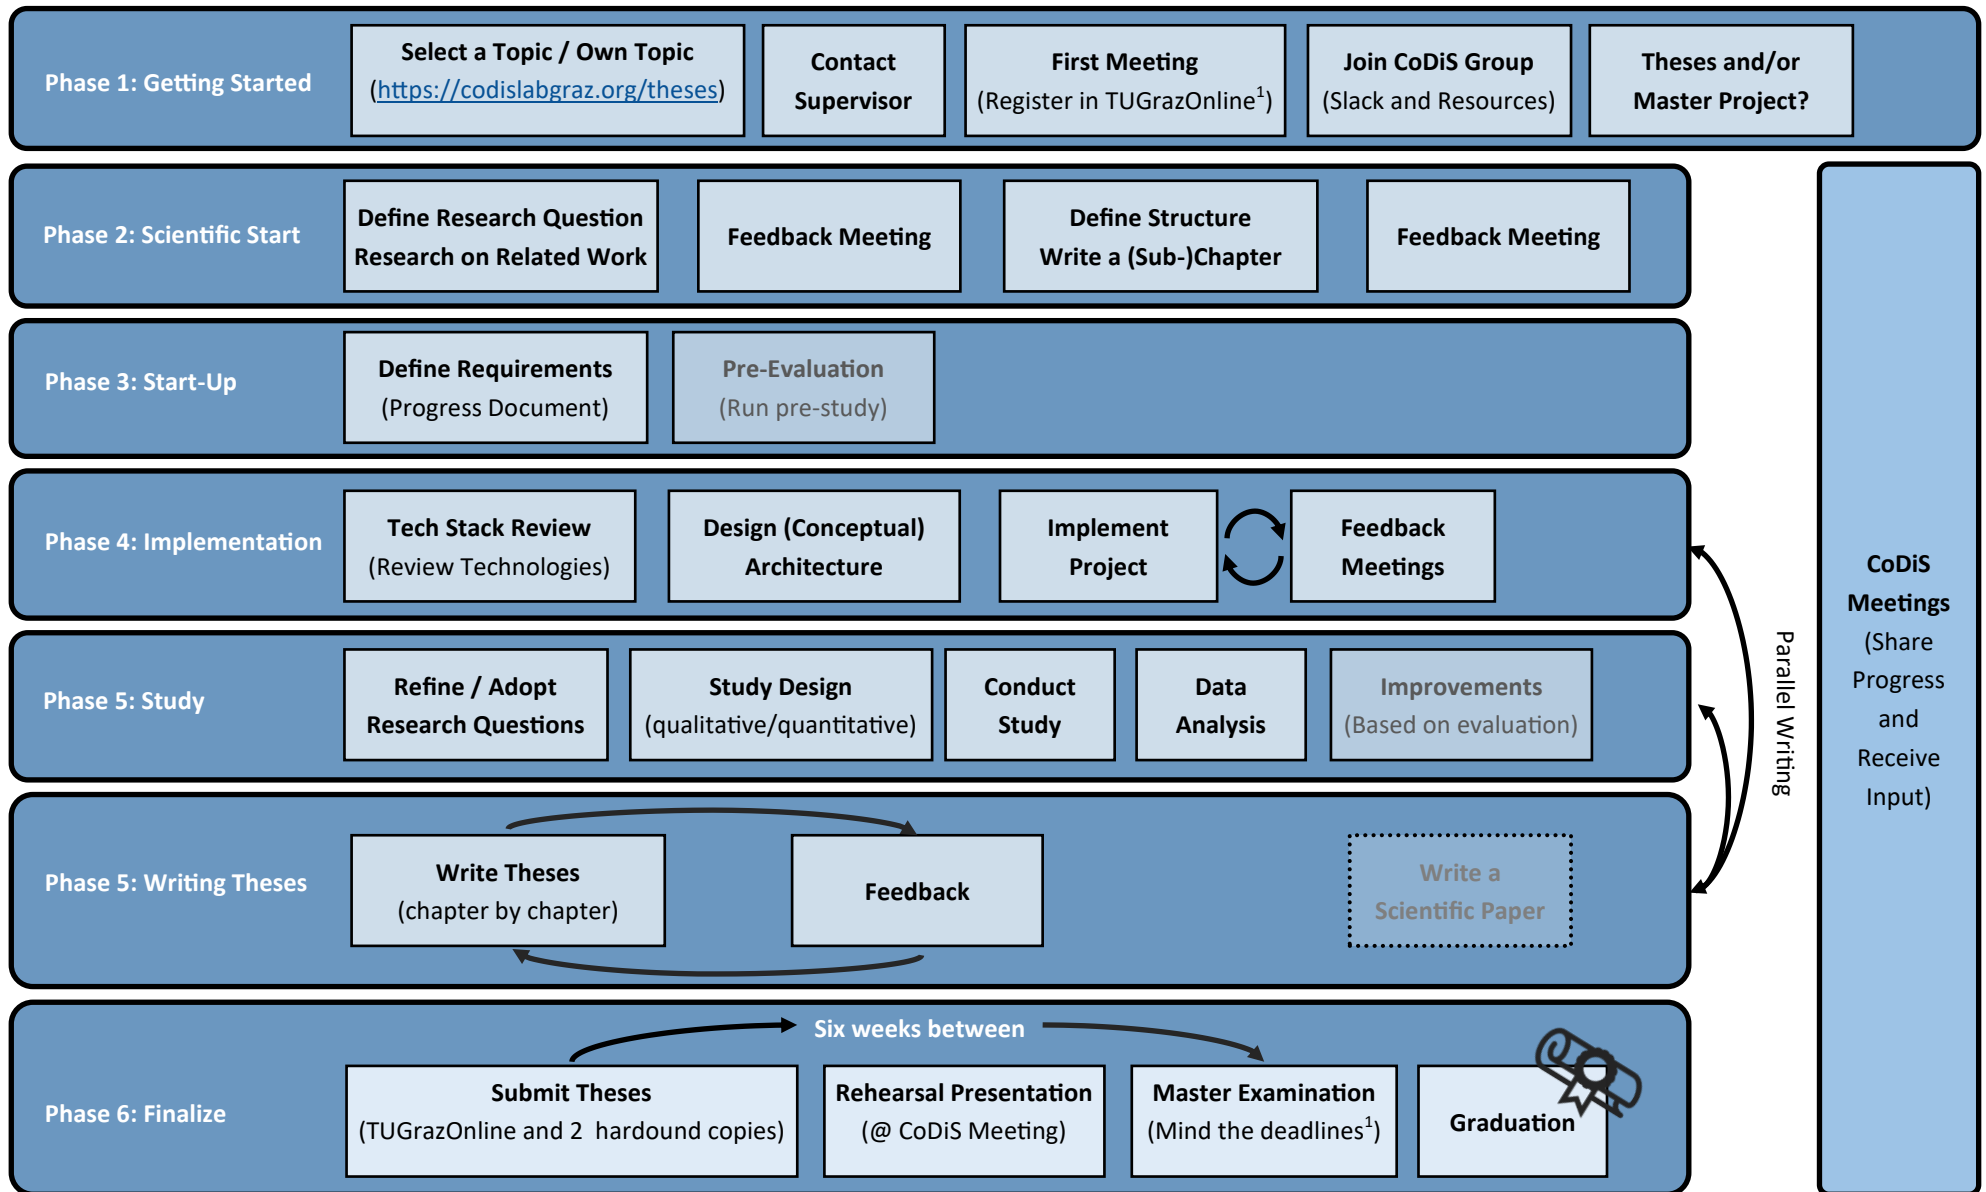 Phase 1: Getting Started
Select a Topic / Own Topic
(https://codislabgraz.org/theses)
Contact
Supervisor
First Meeting
(Register in TUGrazOnline¹)
Join CoDiS Group
(Slack and Resources)
Theses and/or
Master Project?
Phase 2: Scientific Start
Define Research Question
Research on Related Work
Feedback Meeting
Define Structure
Write a (Sub-)Chapter
Feedback Meeting
Phase 3: Start-Up
Define Requirements
(Progress Document)
Pre-Evaluation
(Run pre-study)
Phase 4: Implementation
Tech Stack Review
(Review Technologies)
Design (Conceptual)
Architecture
Implement
Project
Feedback
Meetings
Phase 5: Study
Refine / Adopt
Research Questions
Study Design
(qualitative/quantitative)
Conduct
Study
Data
Analysis
Improvements
(Based on evaluation)
Phase 5: Writing Theses
Write Theses
(chapter by chapter)
Feedback
Write a
Scientific Paper
Phase 6: Finalize
Six weeks between
Submit Theses
(TUGrazOnline and 2 hardound copies)
Rehearsal Presentation
(@ CoDiS Meeting)
Master Examination
(Mind the deadlines¹)
Graduation
Parallel Writing
CoDiS
Meetings
(Share
Progress
and
Receive
Input)